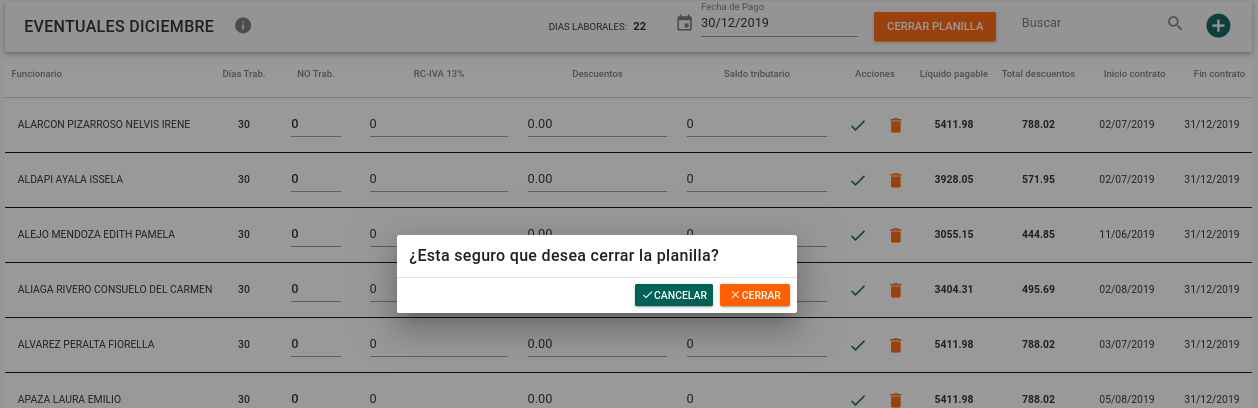 EVENTUALES DICIEMBRE
DIAS LABORALES: 22
Fecha de Pago
30/12/2019
CERRAR PLANILLA
Buscar
Funcionario Días Trab. NO Trab. RC-IVA 13% Descuentos Saldo tributario Acciones Líquido pagable Total descuentos Inicio contrato Fin contrato
ALARCON PIZARROSO NELVIS IRENE 30 0 0 0.00 0 5411.98 788.02 02/07/2019 31/12/2019
ALDAPI AYALA ISSELA 30 0 0 0.00 0 3928.05 571.95 02/07/2019 31/12/2019
ALEJO MENDOZA EDITH PAMELA 30 0 0 0.00 0 3055.15 444.85 11/06/2019 31/12/2019
¿Esta seguro que desea cerrar la planilla?
ALIAGA RIVERO CONSUELO DEL CARMEN 30 0 0 CANCELAR CERRAR 3404.31 495.69 02/08/2019 31/12/2019
ALVAREZ PERALTA FIORELLA 30 0 0 0.00 0 5411.98 788.02 03/07/2019 31/12/2019
APAZA LAURA EMILIO 30 0 0 0.00 0 5411.98 788.02 05/08/2019 31/12/2019